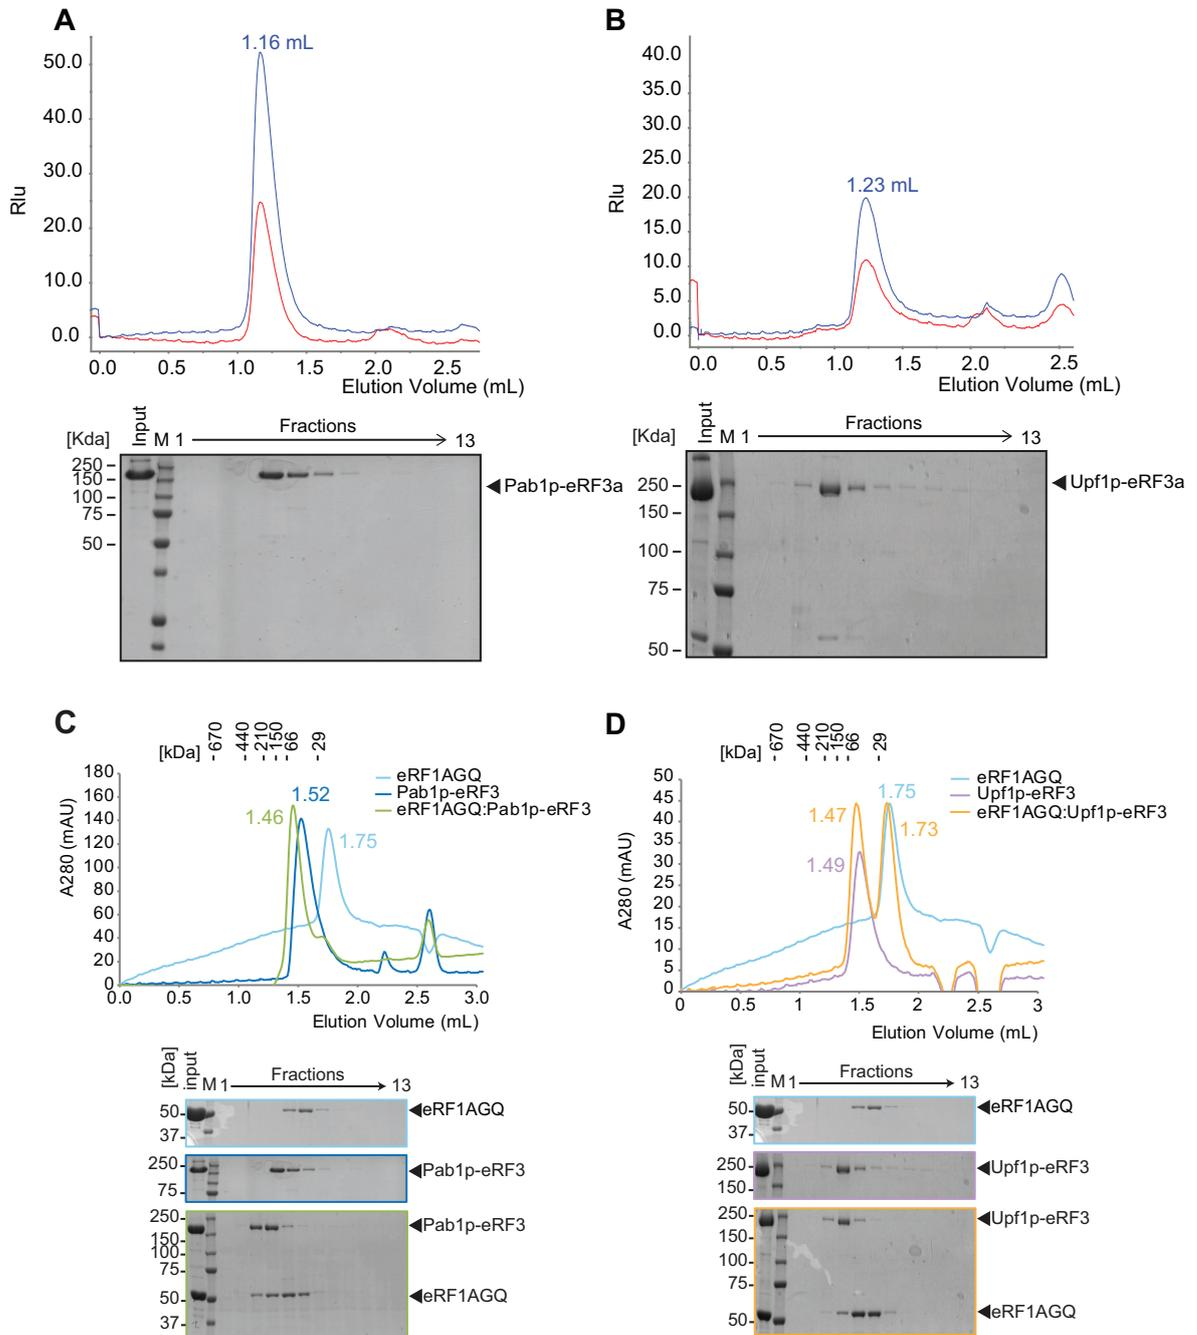 A
1.16 mL
50.0
40.0
30.0
20.0
10.0
0.0
Rlu
0.0 0.5 1.0 1.5 2.0 2.5
Elution Volume (mL)
[Kda] Input M 1 Fractions 13
250
150
100
75
50
Pab1p-eRF3a
B
1.23 mL
40.0
35.0
30.0
25.0
20.0
15.0
10.0
5.0
0.0
Rlu
0.0 0.5 1.0 1.5 2.0 2.5
Elution Volume (mL)
[Kda] Input M 1 Fractions 13
250
150
100
75
50
Upf1p-eRF3a
C
[kDa] 670 440 210 150 66 29
180
160
140
120
100
80
60
40
20
0
A280 (mAU)
eRF1AGQ
Pab1p-eRF3
eRF1AGQ:Pab1p-eRF3
1.46
1.52
1.75
0.0 0.5 1.0 1.5 2.0 2.5 3.0
Elution Volume (mL)
[kDa] input M 1 Fractions 13
50
37
eRF1AGQ
250
75
Pab1p-eRF3
250
150
100
75
50
37
Pab1p-eRF3
eRF1AGQ
D
[kDa] 670 440 210 150 66 29
50
45
40
35
30
25
20
15
10
5
0
A280 (mAU)
eRF1AGQ
Upf1p-eRF3
eRF1AGQ:Upf1p-eRF3
1.75
1.47
1.73
1.49
0 0.5 1 1.5 2 2.5 3
Elution Volume (mL)
[kDa] input M 1 Fractions 13
50
37
eRF1AGQ
250
150
Upf1p-eRF3
250
150
100
75
50
Upf1p-eRF3
eRF1AGQ